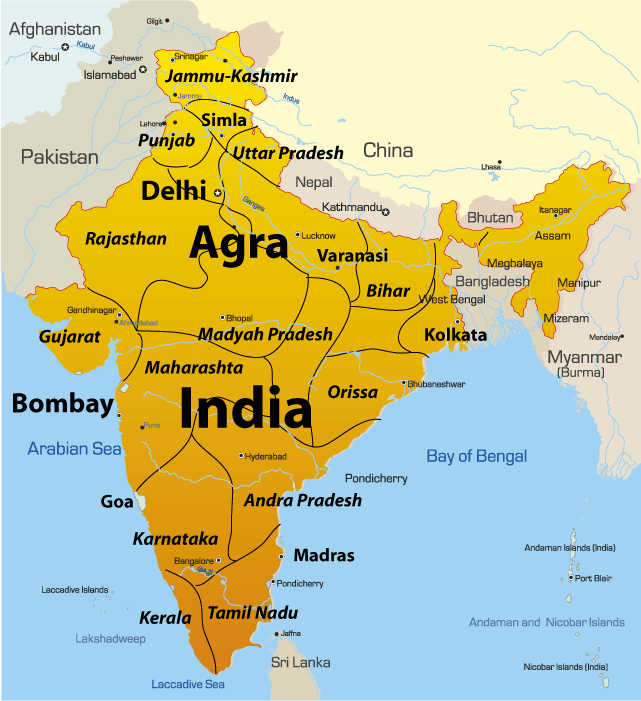 Gilgit
Afghanistan
Kabul
Kabul
Peshawer
Islamabad
Srinagar
Jammu-Kashmir
Jammu
Indus
Lahore
Simla
Punjab
Uttar Pradesh
Pakistan
China
Lhasa
Delhi
Nepal
Kathmandu
Ganges
Bhutan
Itanagar
Rajasthan
Agra
Lucknow
Assam
Varanasi
Meghalaya
Bangladesh
Manipur
Bihar
West Bengal
Gandhinagar
Ahmedabad
Bhopal
Mizeram
Gujarat
Madyah Pradesh
Kolkata
Mandalay
Myanmar
(Burma)
Maharashta
Orissa
Bhubaneswar
Bombay
India
Pune
Arabian Sea
Hyderabad
Bay of Bengal
Pondicherry
Goa
Andra Pradesh
Karnataka
Andaman Islands (India)
Bangalore
Madras
Port Blair
Laccadive Islands
Pondicherry
Kerala
Tamil Nadu
Andaman and Nicobar Islands
Lakshadweep
Jaffna
Sri Lanka
Nicobar Islands (India)
Laccadive Sea